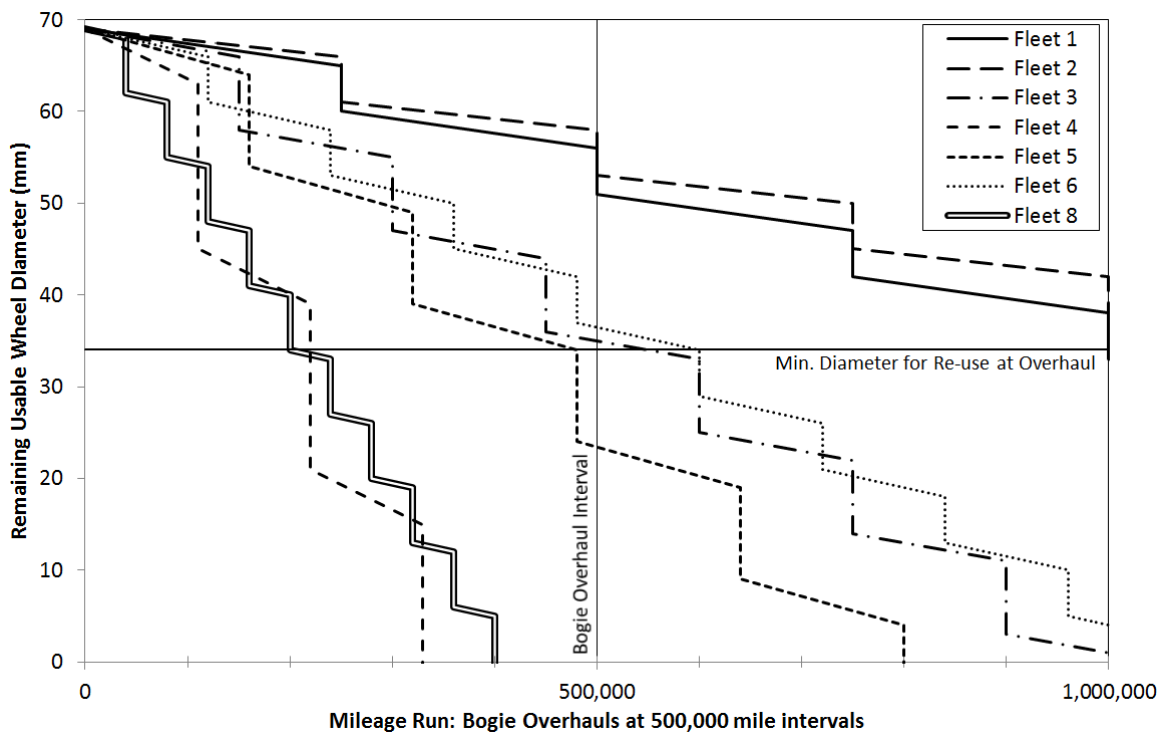 Remaining Usable Wheel Diameter (mm)
70
60
50
40
30
20
10
0
Fleet 1
Fleet 2
Fleet 3
Fleet 4
Fleet 5
Fleet 6
Fleet 8
Min. Diameter for Re-use at Overhaul
Bogie Overhaul Interval
0
500,000
1,000,000
Mileage Run: Bogie Overhauls at 500,000 mile intervals